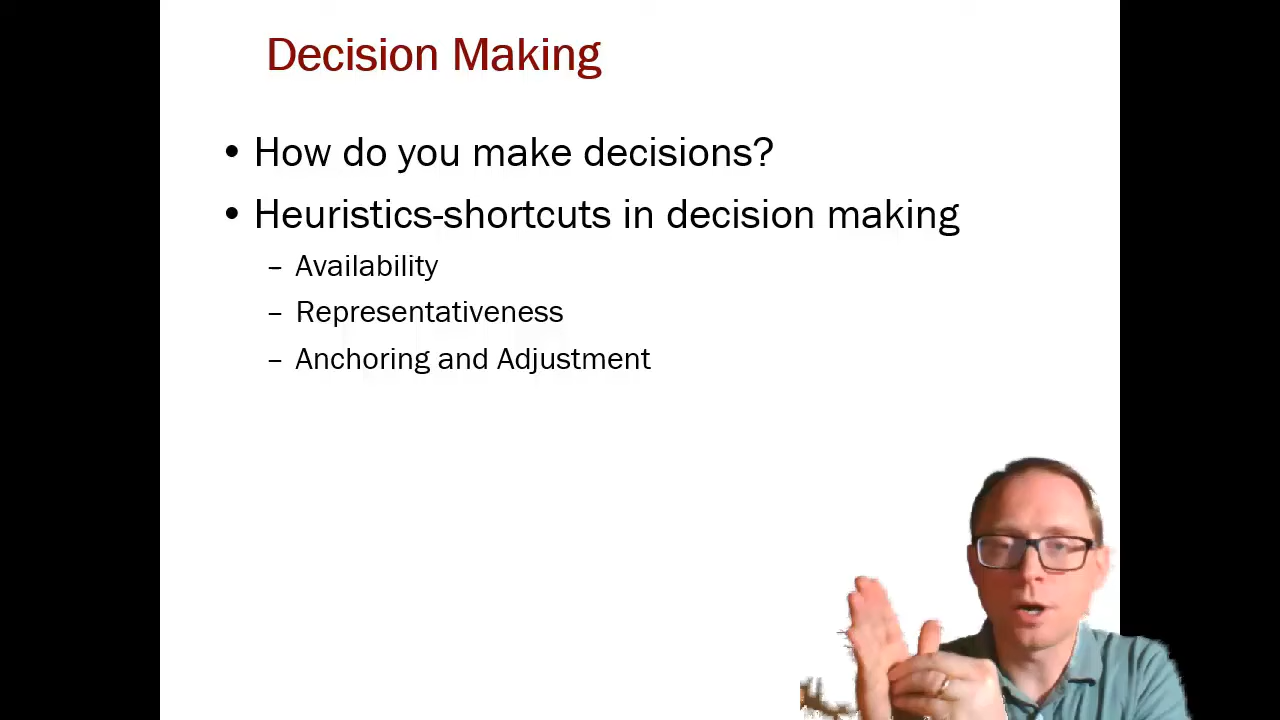 Decision Making
• How do you make decisions?
• Heuristics-shortcuts in decision making
– Availability
– Representativeness
– Anchoring and Adjustment